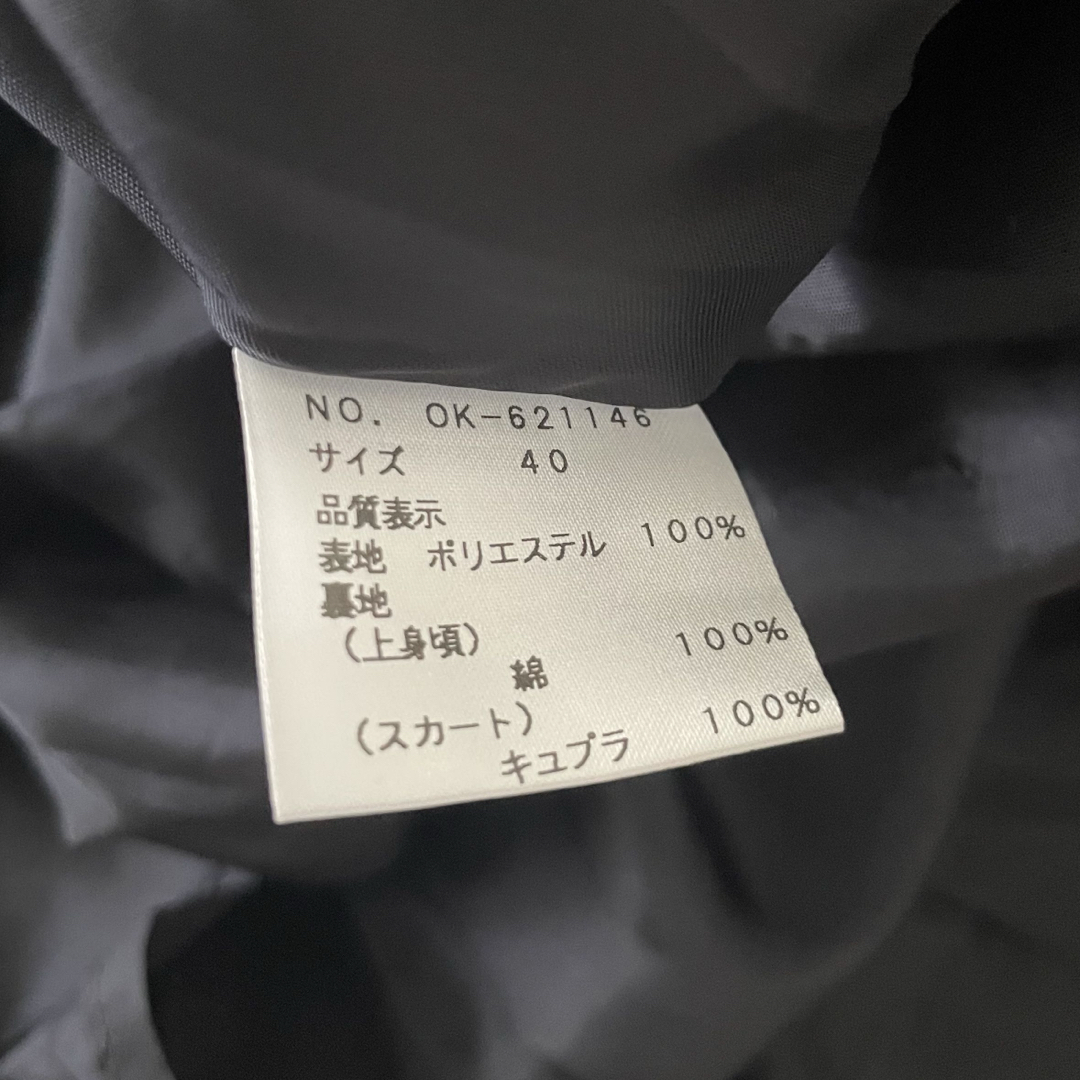 NO. OK-621146
サイズ 40
品質表示
表地 ポリエステル 100%
裏地
(上身頃)
綿 100%
(スカート)
キュプラ 100%